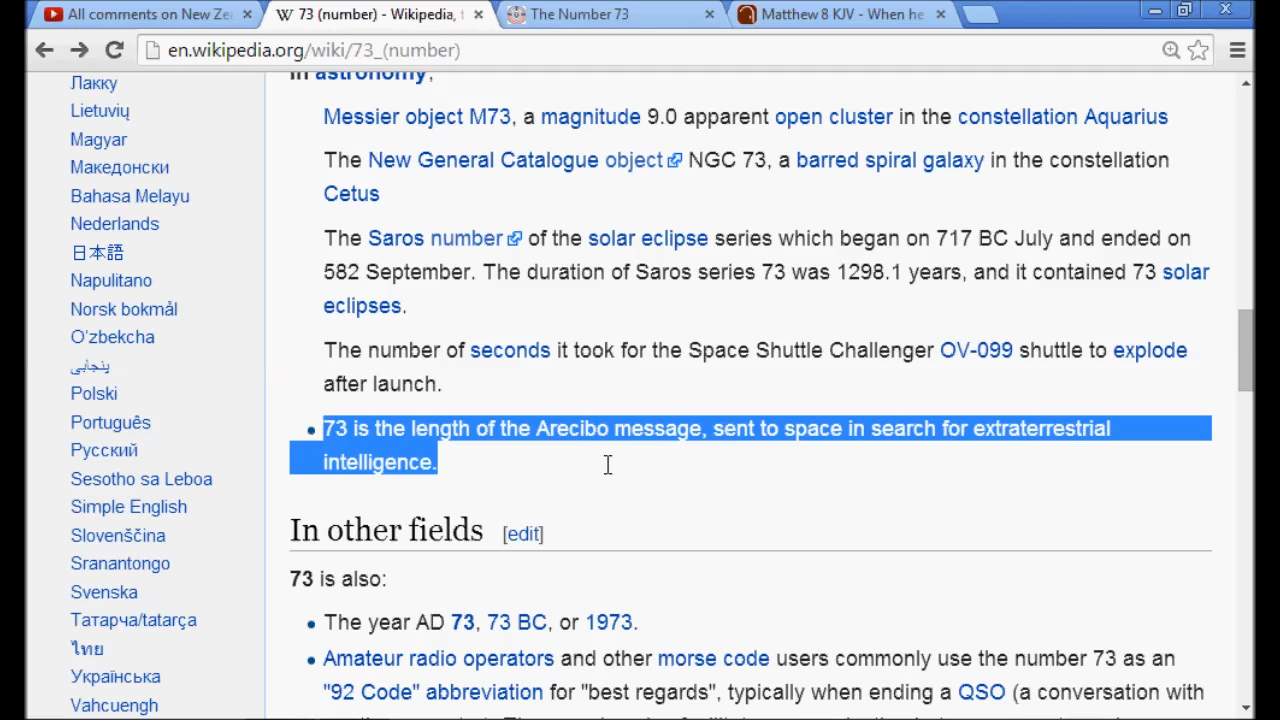 All comments on New Ze
73 (number) - Wikipedia, t
The Number 73
Matthew 8 KJV - When he
en.wikipedia.org/wiki/73_(number)
Лакку
Lietuvių
Magyar
Македонски
Bahasa Melayu
Nederlands
日本語
Napulitano
Norsk bokmål
Oʻzbekcha
پنجابی
Polski
Português
Русский
Sesotho sa Leboa
Simple English
Slovenščina
Sranantongo
Svenska
Татарча/tatarça
ไทย
Українська
Vahcuengh
In astronomy,
Messier object M73, a magnitude 9.0 apparent open cluster in the constellation Aquarius
The New General Catalogue object NGC 73, a barred spiral galaxy in the constellation
Cetus
The Saros number of the solar eclipse series which began on 717 BC July and ended on
582 September. The duration of Saros series 73 was 1298.1 years, and it contained 73 solar
eclipses.
The number of seconds it took for the Space Shuttle Challenger OV-099 shuttle to explode
after launch.
73 is the length of the Arecibo message, sent to space in search for extraterrestrial
intelligence.
In other fields [edit]
73 is also:
The year AD 73, 73 BC, or 1973.
Amateur radio operators and other morse code users commonly use the number 73 as an
"92 Code" abbreviation for "best regards", typically when ending a QSO (a conversation with